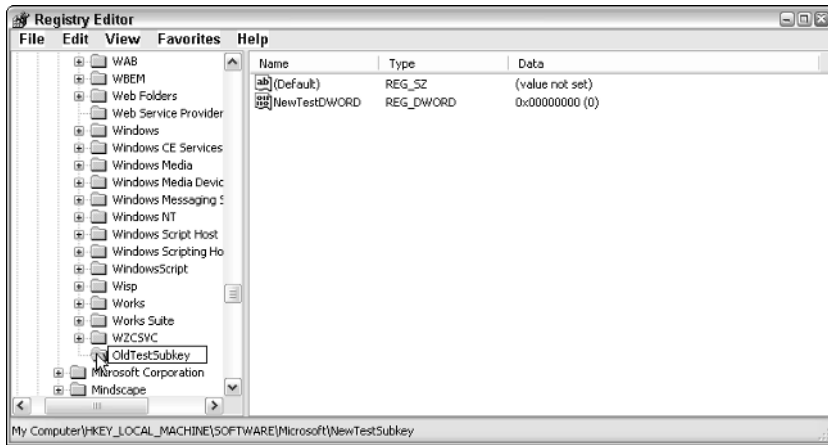 Registry Editor
File Edit View Favorites Help
WAB
WBEM
Web Folders
Web Service Provider
Windows
Windows CE Services
Windows Media
Windows Media Devic
Windows Messaging S
Windows NT
Windows Script Host
Windows Scripting Ho
WindowsScript
Wisp
Works
Works Suite
WZCSVC
OldTestSubkey
Microsoft Corporation
Mindscape
Name Type Data
ab (Default) REG_SZ (value not set)
NewTestDWORD REG_DWORD 0x00000000 (0)
My Computer\HKEY_LOCAL_MACHINE\SOFTWARE\Microsoft\NewTestSubkey